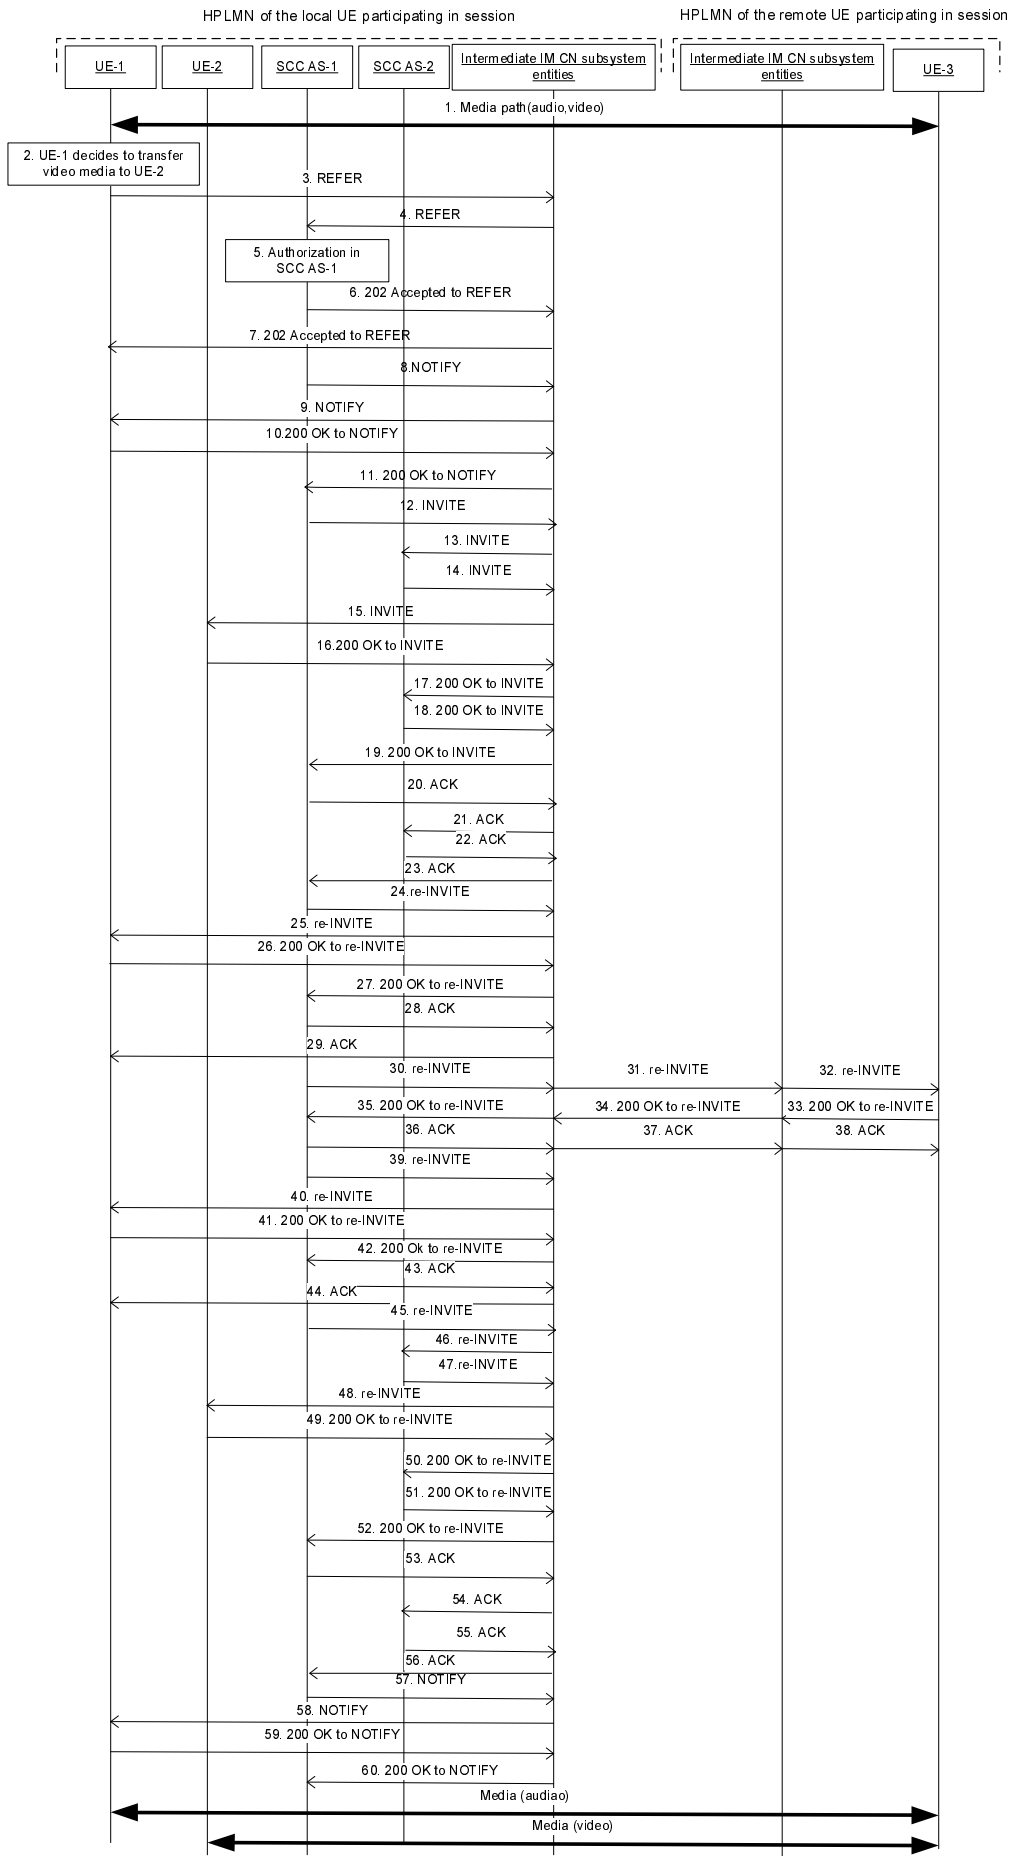 HPLMN of the local UE participating in session
HPLMN of the remote UE participating in session
UE-1
UE-2
SCC AS-1
SCC AS-2
Intermediate IM CN subsystem
entities
Intermediate IM CN subsystem
entities
UE-3
1. Media path(audio,video)
2. UE-1 decides to transfer
video media to UE-2
3. REFER
4. REFER
5. Authorization in
SCC AS-1
6. 202 Accepted to REFER
7. 202 Accepted to REFER
8.NOTIFY
9. NOTIFY
10.200 OK to NOTIFY
11. 200 OK to NOTIFY
12. INVITE
13. INVITE
14. INVITE
15. INVITE
16.200 OK to INVITE
17. 200 OK to INVITE
18. 200 OK to INVITE
19. 200 OK to INVITE
20. ACK
21. ACK
22. ACK
23. ACK
24.re-INVITE
25. re-INVITE
26. 200 OK to re-INVITE
27. 200 OK to re-INVITE
28. ACK
29. ACK
30. re-INVITE
31. re-INVITE
32. re-INVITE
35. 200 OK to re-INVITE
34. 200 OK to re-INVITE
33. 200 OK to re-INVITE
36. ACK
37. ACK
38. ACK
39. re-INVITE
40. re-INVITE
41. 200 OK to re-INVITE
42. 200 Ok to re-INVITE
43. ACK
44. ACK
45. re-INVITE
46. re-INVITE
47.re-INVITE
48. re-INVITE
49. 200 OK to re-INVITE
50. 200 OK to re-INVITE
51. 200 OK to re-INVITE
52. 200 OK to re-INVITE
53. ACK
54. ACK
55. ACK
56. ACK
57. NOTIFY
58. NOTIFY
59. 200 OK to NOTIFY
60. 200 OK to NOTIFY
Media (audiao)
Media (video)